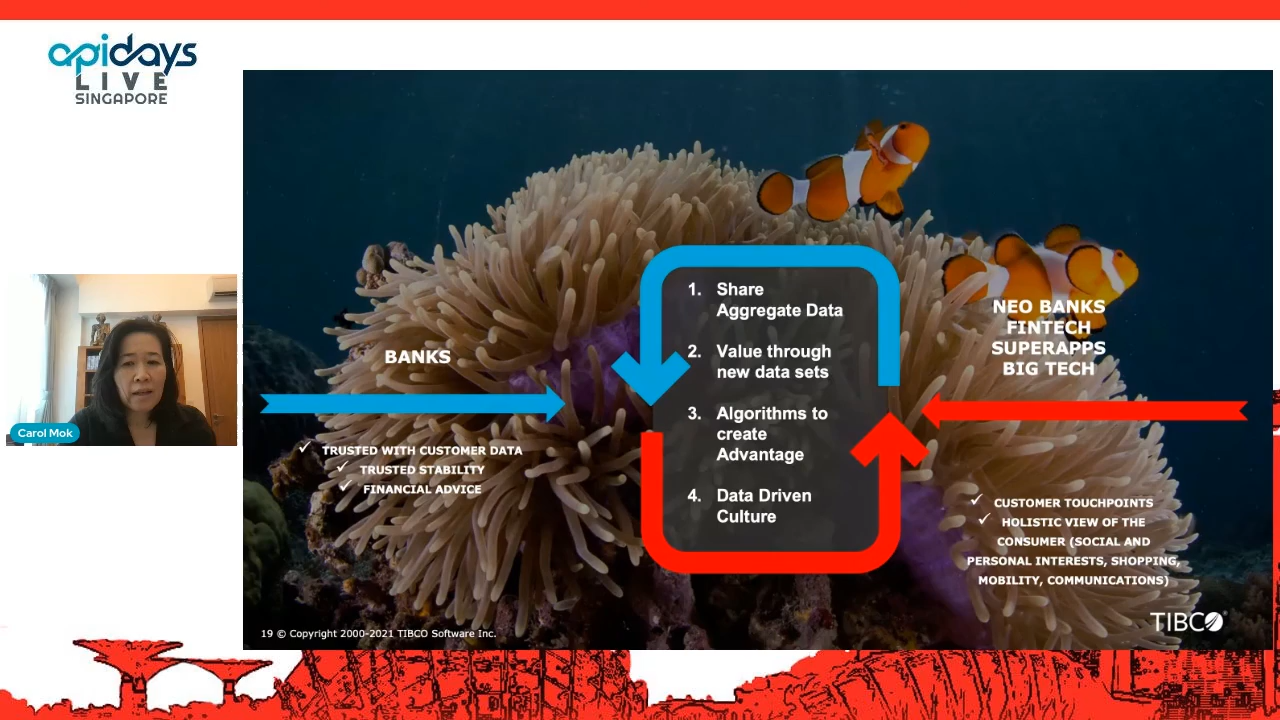 apidays
LIVE
SINGAPORE
Carol Mok
BANKS
✓ TRUSTED WITH CUSTOMER DATA
✓ TRUSTED STABILITY
✓ FINANCIAL ADVICE
1. Share
Aggregate Data
2. Value through
new data sets
3. Algorithms to
create
Advantage
4. Data Driven
Culture
NEO BANKS
FINTECH
SUPERAPPS
BIG TECH
✓ CUSTOMER TOUCHPOINTS
✓ HOLISTIC VIEW OF THE
CONSUMER (SOCIAL AND
PERSONAL INTERESTS, SHOPPING,
MOBILITY, COMMUNICATIONS)
19 © Copyright 2000-2021 TIBCO Software Inc.
TIBCO